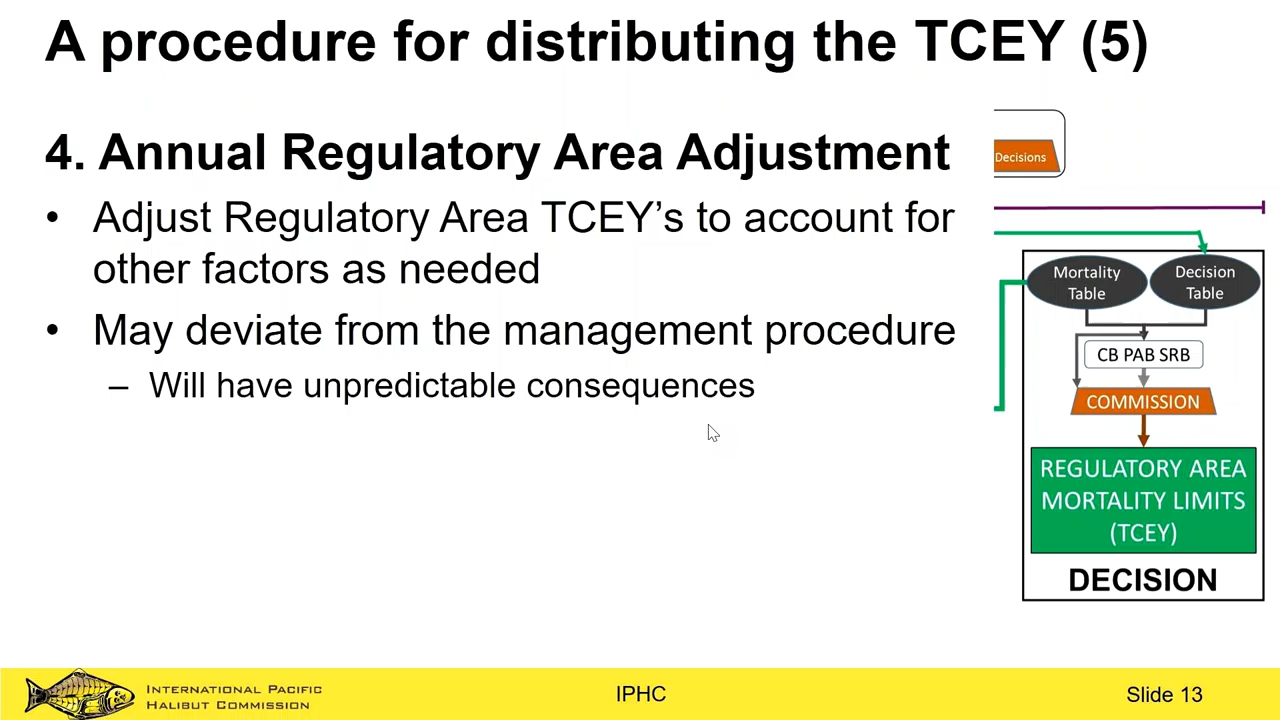 A procedure for distributing the TCEY (5)
4. Annual Regulatory Area Adjustment
• Adjust Regulatory Area TCEY's to account for
other factors as needed
• May deviate from the management procedure
– Will have unpredictable consequences
Decisions
Mortality
Table
Decision
Table
CB PAB SRB
COMMISSION
REGULATORY AREA
MORTALITY LIMITS
(TCEY)
DECISION
INTERNATIONAL PACIFIC
HALIBUT COMMISSION
IPHC
Slide 13